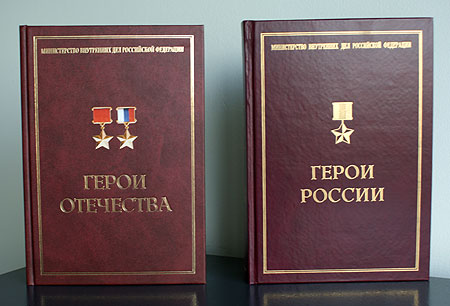 МИНИСТЕРСТВО ВНУТРЕННИХ ДЕЛ РОССИЙСКОЙ ФЕДЕРАЦИИ
ГЕРОИ
ОТЕЧЕСТВА
МИНИСТЕРСТВО ВНУТРЕННИХ ДЕЛ РОССИЙСКОЙ ФЕДЕРАЦИИ
ГЕРОИ
РОССИИ